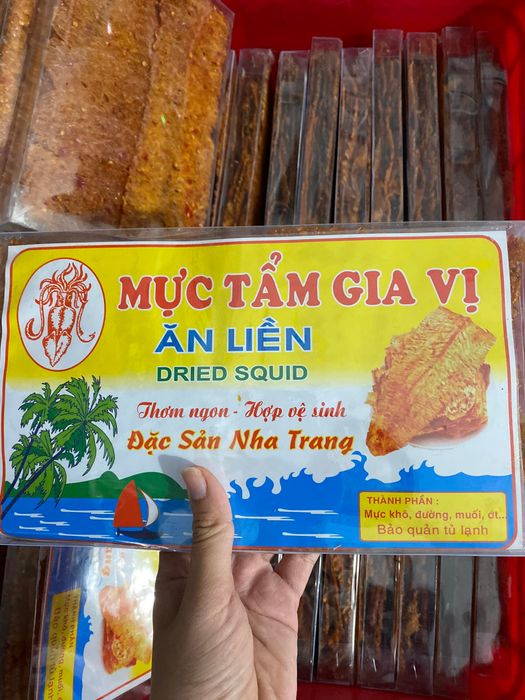 MỰC TẨM GIA VỊ
ĂN LIỀN
DRIED SQUID
Thơm ngon - Hợp vệ sinh
Đặc Sản Nha Trang
THÀNH PHẦN :
Mực khô, đường, muối, ớt...
Bảo quản tủ lạnh